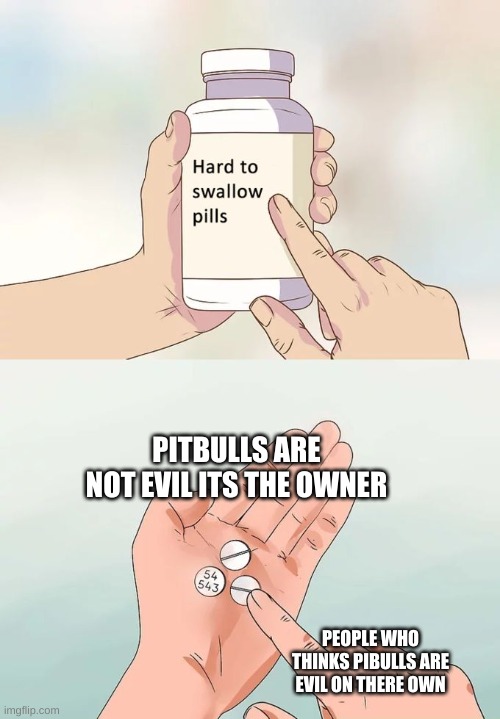 Hard to
swallow
pills
PITBULLS ARE
NOT EVIL ITS THE OWNER
54
543
PEOPLE WHO
THINKS PIBULLS ARE
EVIL ON THERE OWN
imgflip.com